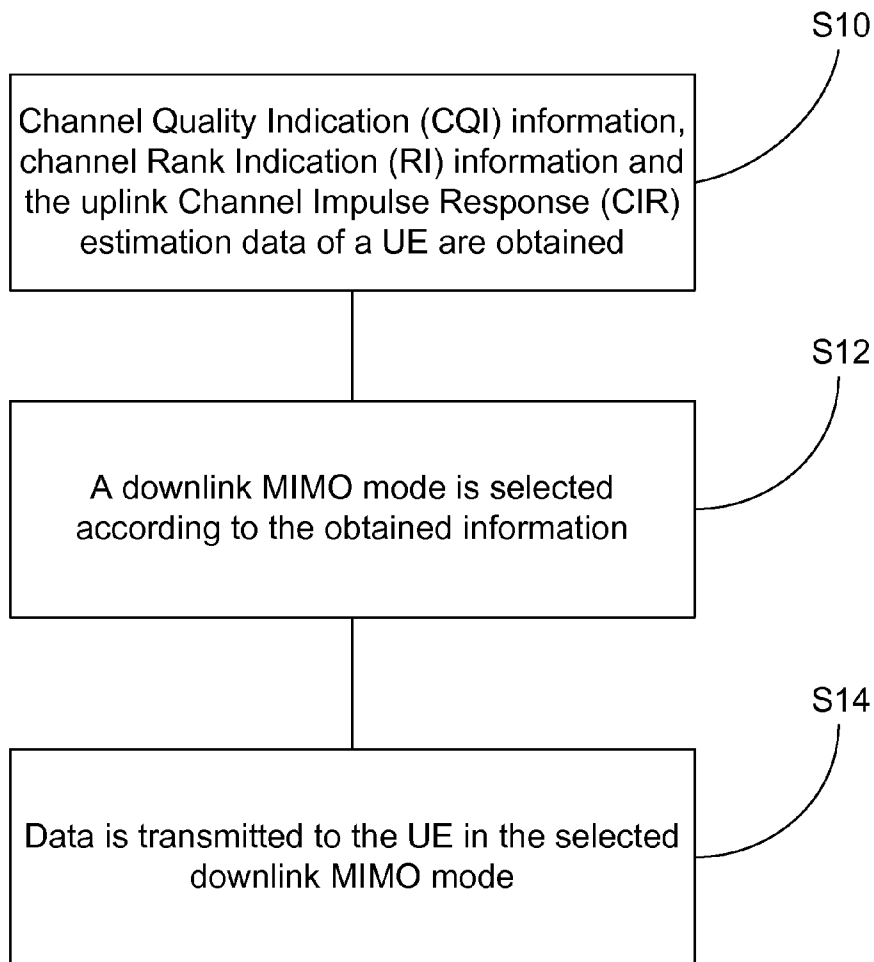 S10
Channel Quality Indication (CQI) information,
channel Rank Indication (RI) information and
the uplink Channel Impulse Response (CIR)
estimation data of a UE are obtained
S12
A downlink MIMO mode is selected
according to the obtained information
S14
Data is transmitted to the UE in the selected
downlink MIMO mode